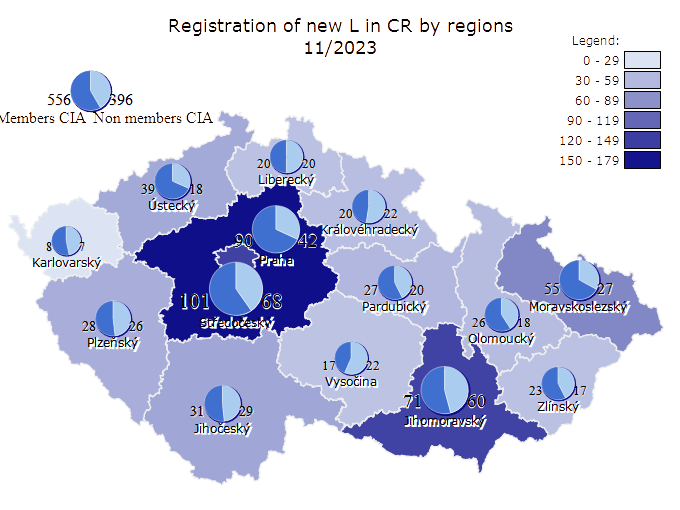 Registration of new L in CR by regions
11/2023
Legend:
0 - 29
30 - 59
60 - 89
90 - 119
120 - 149
150 - 179
556 396
Members CIA Non members CIA
20 20
Liberecký
39 18
Ústecký
20 22
Královéhradecký
90 42
Praha
8 7
Karlovarský
101 68
Středočeský
27 20
Pardubický
55 27
Moravskoslezský
28 26
Plzeňský
26 18
Olomoucký
17 22
Vysočina
23 17
Zlínský
71 60
Jihomoravský
31 29
Jihočeský